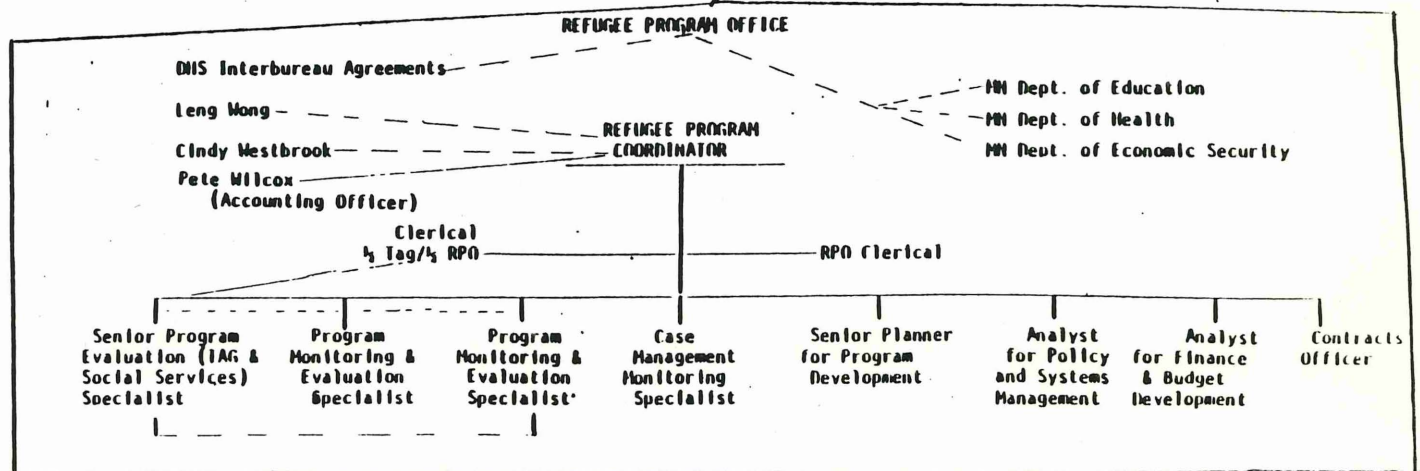 REFUGEE PROGRAM OFFICE
DHS Interbureau Agreements
MN Dept. of Education
Leng Wong
MN Dept. of Health
REFUGEE PROGRAM
COORDINATOR
Cindy Westbrook
MN Dept. of Economic Security
Pete Wilcox
(Accounting Officer)
Clerical
½ Tag/½ RPO
RPO Clerical
Senior Program
Evaluation (TAG &
Social Services)
Specialist
Program
Monitoring &
Evaluation
Specialist
Program
Monitoring &
Evaluation
Specialist
Case
Management
Monitoring
Specialist
Senior Planner
for Program
Development
Analyst
for Policy
and Systems
Management
Analyst
for Finance
& Budget
Development
Contracts
Officer